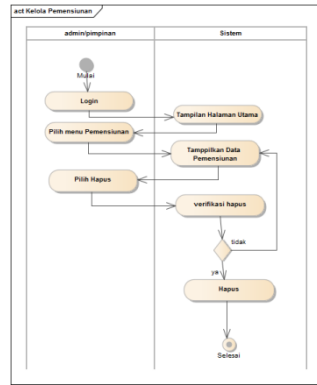 act Kelola Pemensiunan
admin/pimpinan
Sistem
Mulai
Login
Tampilan Halaman Utama
Pilih menu Pemensiunan
Tamppilkan Data
Pemensiunan
Pilih Hapus
verifikasi hapus
tidak
ya
Hapus
Selesai